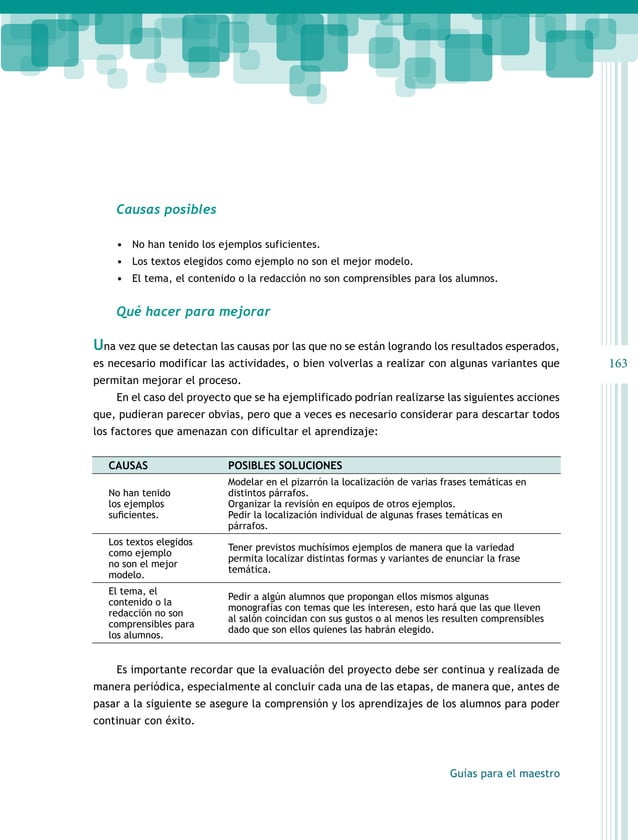 Causas posibles
• No han tenido los ejemplos suficientes.
• Los textos elegidos como ejemplo no son el mejor modelo.
• El tema, el contenido o la redacción no son comprensibles para los alumnos.
Qué hacer para mejorar
Una vez que se detectan las causas por las que no se están logrando los resultados esperados,
es necesario modificar las actividades, o bien volverlas a realizar con algunas variantes que
permitan mejorar el proceso.
En el caso del proyecto que se ha ejemplificado podrían realizarse las siguientes acciones
que, pudieran parecer obvias, pero que a veces es necesario considerar para descartar todos
los factores que amenazan con dificultar el aprendizaje:
163
CAUSAS POSIBLES SOLUCIONES
No han tenido
los ejemplos
suficientes.
Modelar en el pizarrón la localización de varias frases temáticas en
distintos párrafos.
Organizar la revisión en equipos de otros ejemplos.
Pedir la localización individual de algunas frases temáticas en
párrafos.
Los textos elegidos
como ejemplo
no son el mejor
modelo.
Tener previstos muchísimos ejemplos de manera que la variedad
permita localizar distintas formas y variantes de enunciar la frase
temática.
El tema, el
contenido o la
redacción no son
comprensibles para
los alumnos.
Pedir a algún alumnos que propongan ellos mismos algunas
monografías con temas que les interesen, esto hará que las que lleven
al salón coincidan con sus gustos o al menos les resulten comprensibles
dado que son ellos quienes las habrán elegido.
Es importante recordar que la evaluación del proyecto debe ser continua y realizada de
manera periódica, especialmente al concluir cada una de las etapas, de manera que, antes de
pasar a la siguiente se asegure la comprensión y los aprendizajes de los alumnos para poder
continuar con éxito.
Guías para el maestro